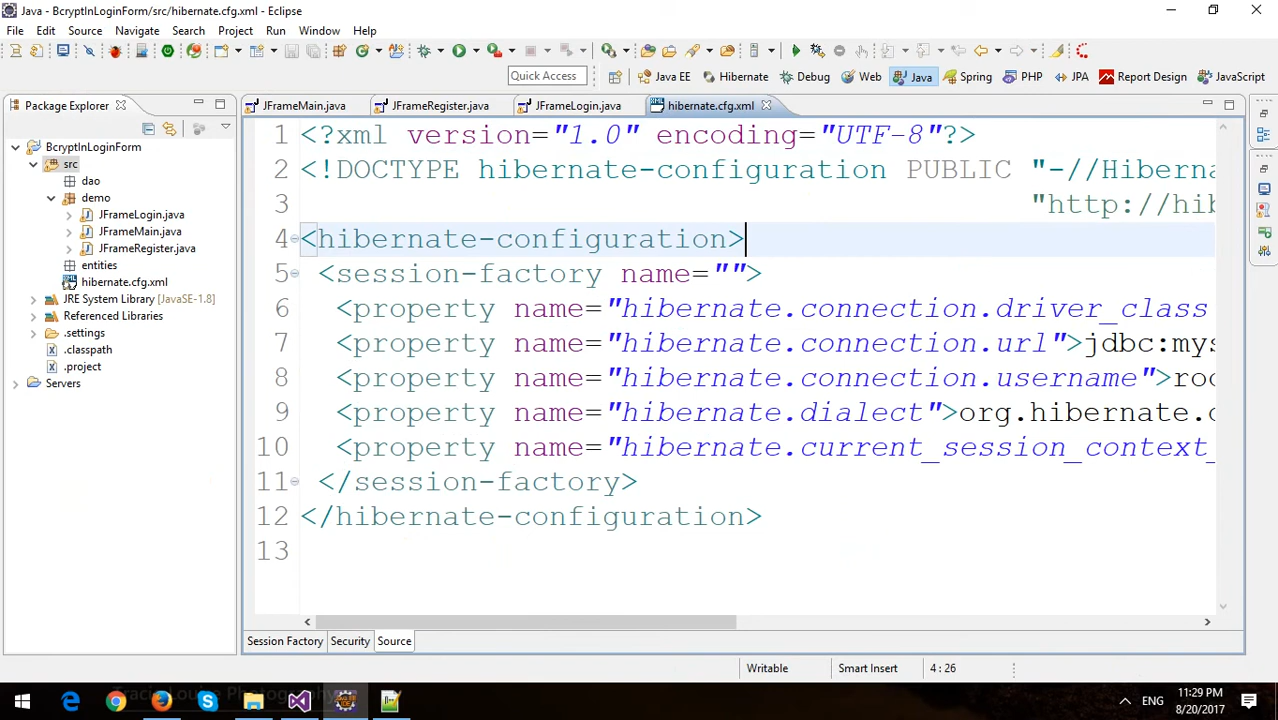 Java - BcryptInLoginForm/src/hibernate.cfg.xml - Eclipse
File Edit Source Refactor Navigate Search Project Run Window Help
Quick Access Java EE Hibernate Debug Web Java Spring PHP JPA Report Design JavaScript
Package Explorer
BcryptInLoginForm
src
dao
demo
JFrameLogin.java
JFrameMain.java
JFrameRegister.java
entities
hibernate.cfg.xml
JRE System Library [JavaSE-1.8]
Referenced Libraries
.settings
.classpath
.project
Servers
JFrameMain.java JFrameRegister.java JFrameLogin.java hibernate.cfg.xml
1 <?xml version="1.0" encoding="UTF-8"?>
2 <!DOCTYPE hibernate-configuration PUBLIC "-//Hiberna
3 "http://hib
4 <hibernate-configuration>
5 <session-factory name="">
6 <property name="hibernate.connection.driver_class
7 <property name="hibernate.connection.url">jdbc:mys
8 <property name="hibernate.connection.username">roo
9 <property name="hibernate.dialect">org.hibernate.d
10 <property name="hibernate.current_session_context_
11 </session-factory>
12 </hibernate-configuration>
13
Session Factory Security Source
Writable Smart Insert 4 : 26
ENG
11:29 PM
8/20/2017